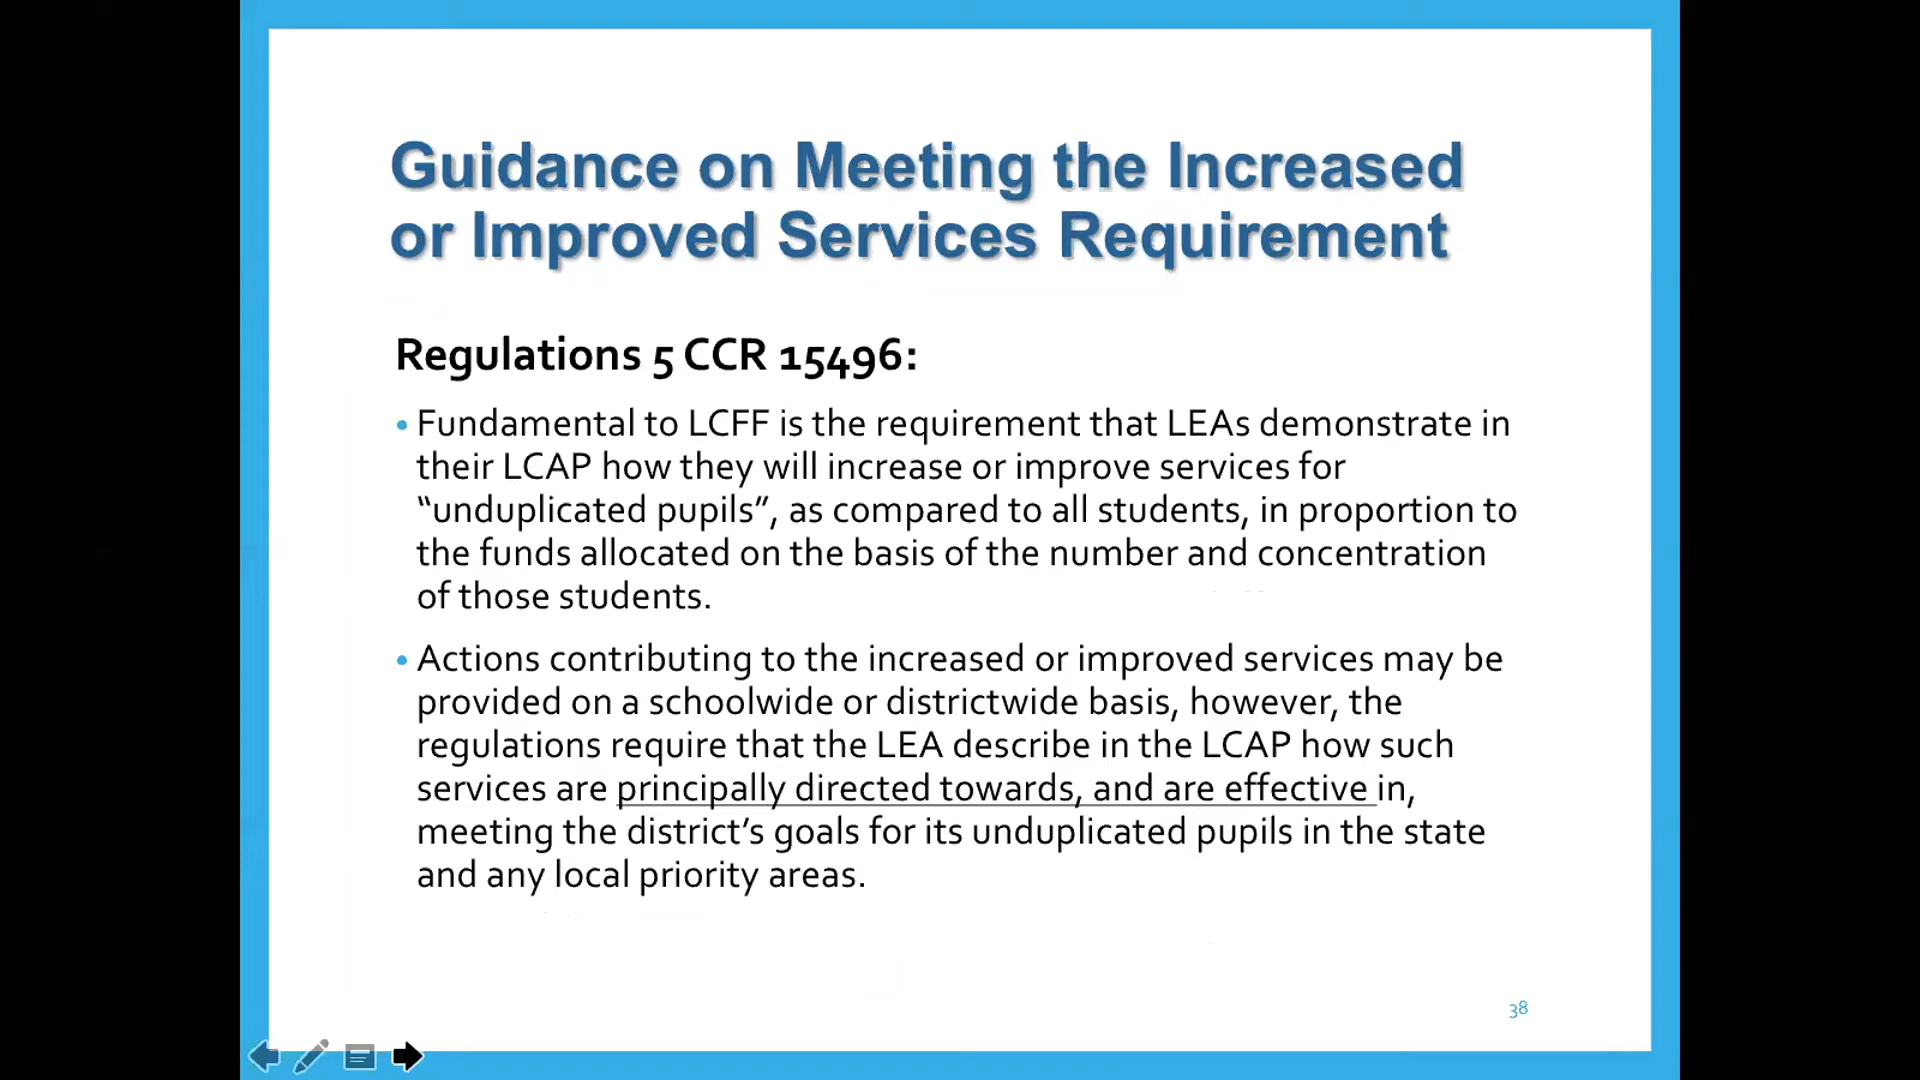 Guidance on Meeting the Increased
or Improved Services Requirement
Regulations 5 CCR 15496:
• Fundamental to LCFF is the requirement that LEAs demonstrate in
their LCAP how they will increase or improve services for
“unduplicated pupils”, as compared to all students, in proportion to
the funds allocated on the basis of the number and concentration
of those students.
• Actions contributing to the increased or improved services may be
provided on a schoolwide or districtwide basis, however, the
regulations require that the LEA describe in the LCAP how such
services are principally directed towards, and are effective in,
meeting the district’s goals for its unduplicated pupils in the state
and any local priority areas.
38